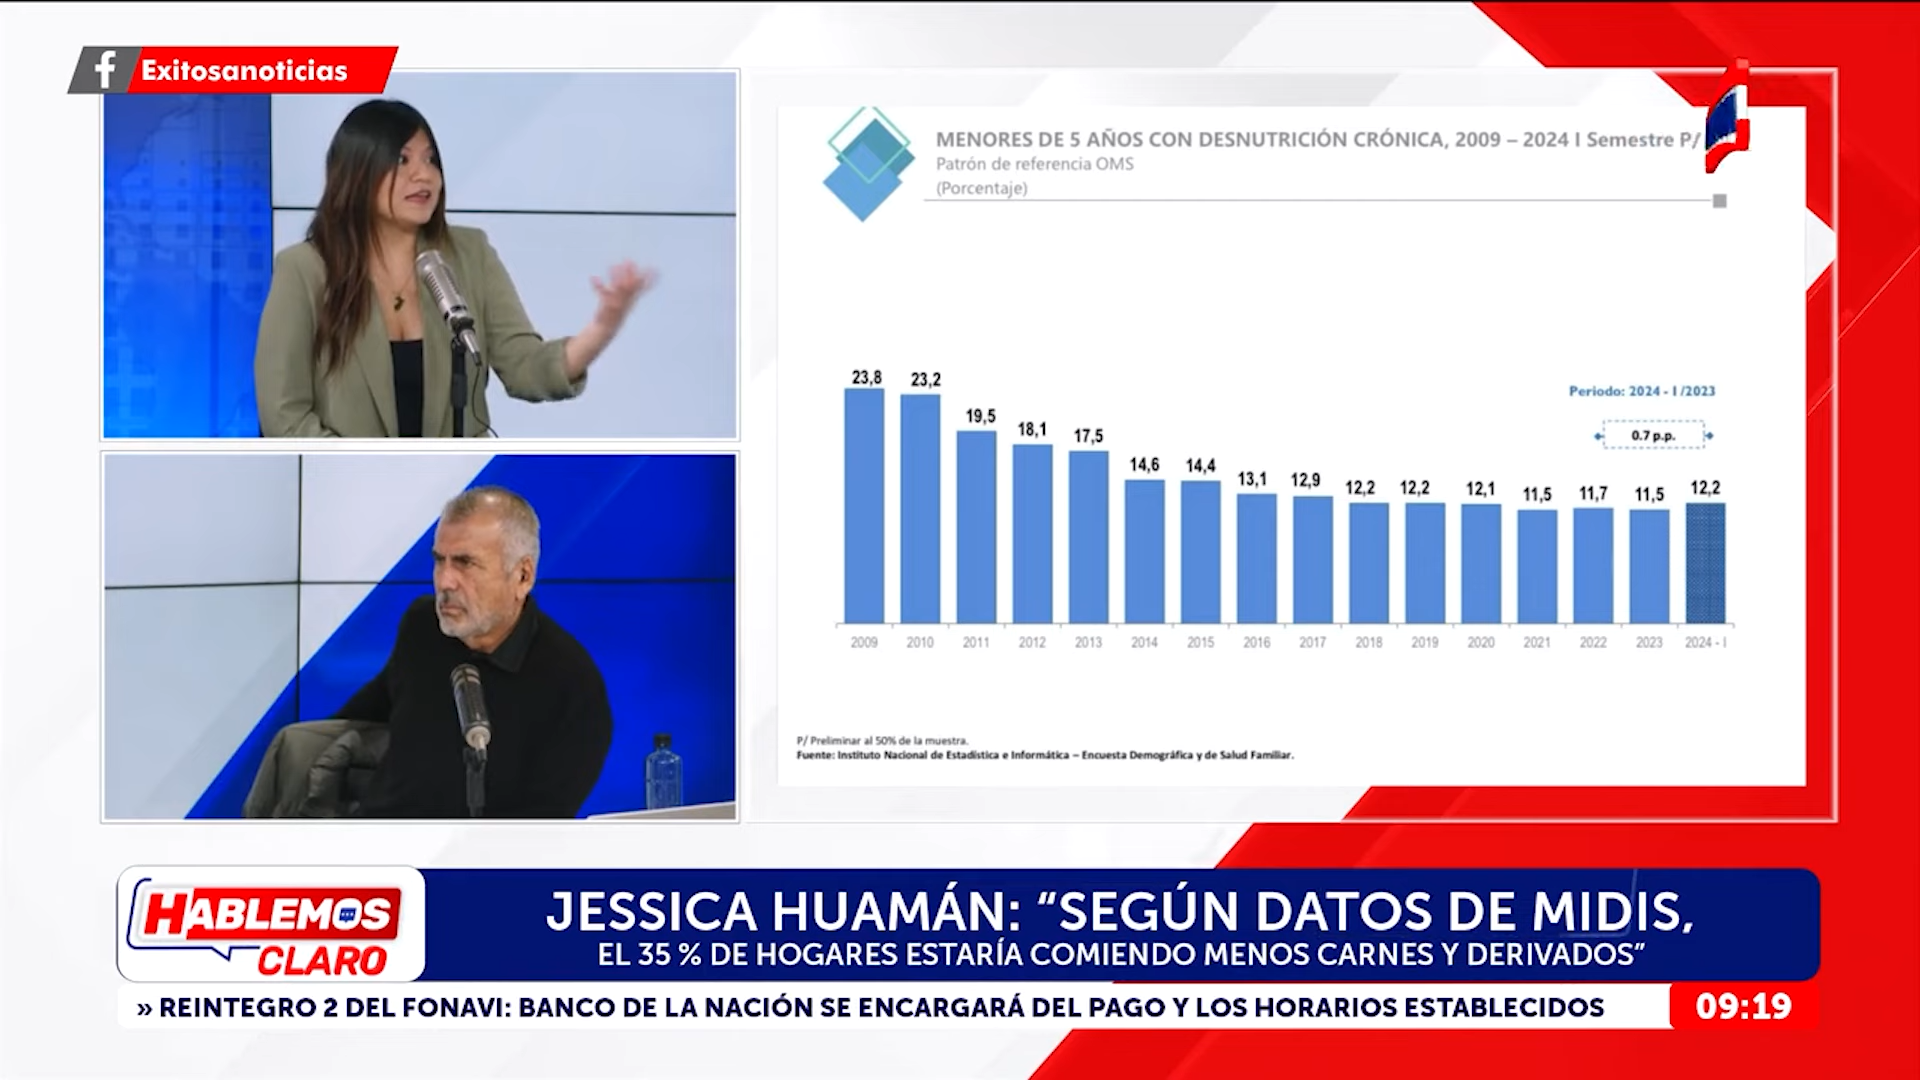 f Exitosanoticias
MENORES DE 5 AÑOS CON DESNUTRICIÓN CRÓNICA, 2009 – 2024 I Semestre P/
Patrón de referencia OMS
(Porcentaje)
23,8
23,2
19,5
18,1
17,5
14,6
14,4
13,1
12,9
12,2
12,2
12,1
11,5
11,7
11,5
12,2
Periodo: 2024 - I /2023
0.7 p.p.
2009 2010 2011 2012 2013 2014 2015 2016 2017 2018 2019 2020 2021 2022 2023 2024 - I
P/ Preliminar al 50% de la muestra.
Fuente: Instituto Nacional de Estadística e Informática – Encuesta Demográfica y de Salud Familiar.
HABLEMOS
CLARO
JESSICA HUAMÁN: “SEGÚN DATOS DE MIDIS,
EL 35 % DE HOGARES ESTARÍA COMIENDO MENOS CARNES Y DERIVADOS”
» REINTEGRO 2 DEL FONAVI: BANCO DE LA NACIÓN SE ENCARGARÁ DEL PAGO Y LOS HORARIOS ESTABLECIDOS
09:19